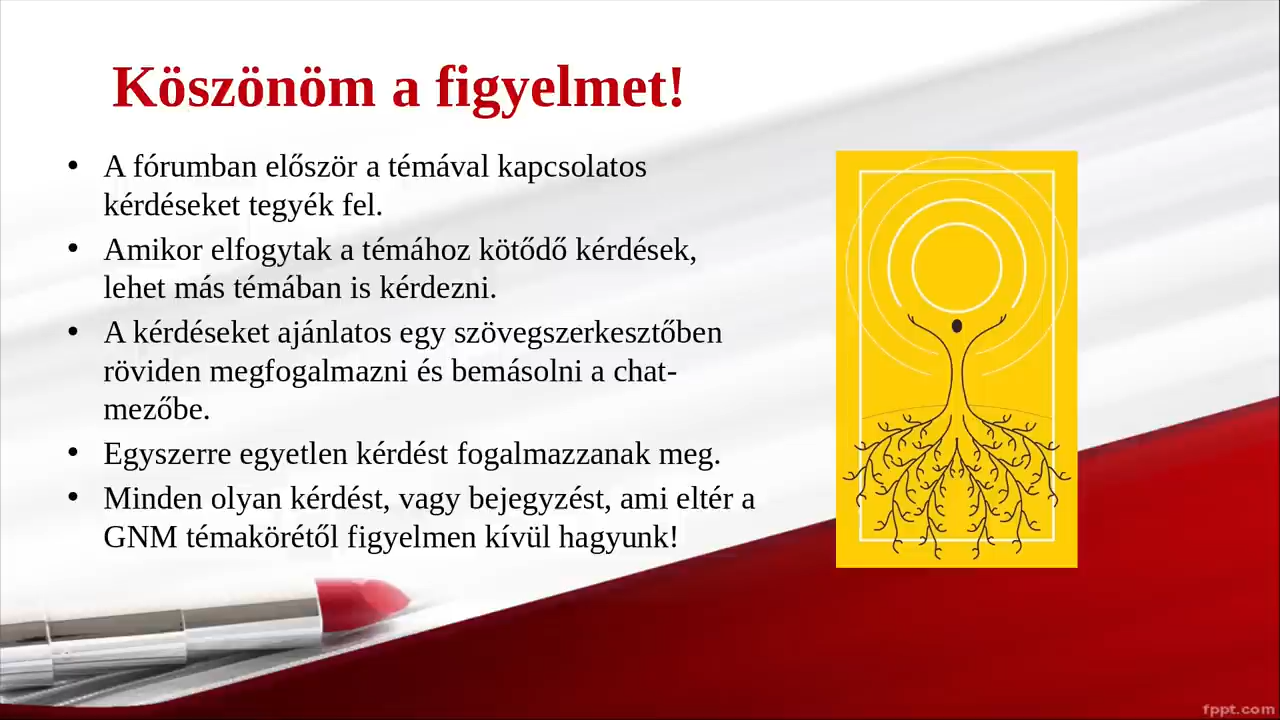 Köszönöm a figyelmet!
• A fórumban először a témával kapcsolatos
kérdéseket tegyék fel.
• Amikor elfogytak a témához kötődő kérdések,
lehet más témában is kérdezni.
• A kérdéseket ajánlatos egy szövegszerkesztőben
röviden megfogalmazni és bemásolni a chat-
mezőbe.
• Egyszerre egyetlen kérdést fogalmazzanak meg.
• Minden olyan kérdést, vagy bejegyzést, ami eltér a
GNM témakörétől figyelmen kívül hagyunk!
fppt.com